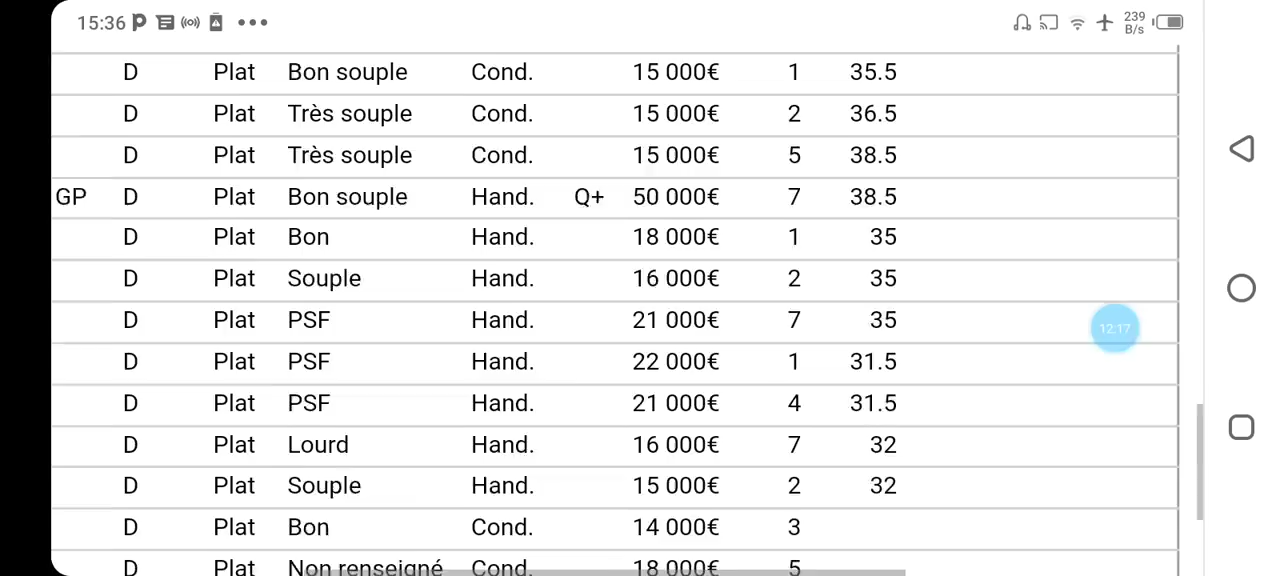 15:36 239 B/s
D Plat Bon souple Cond. 15 000€ 1 35.5
D Plat Très souple Cond. 15 000€ 2 36.5
D Plat Très souple Cond. 15 000€ 5 38.5
GP D Plat Bon souple Hand. Q+ 50 000€ 7 38.5
D Plat Bon Hand. 18 000€ 1 35
D Plat Souple Hand. 16 000€ 2 35
D Plat PSF Hand. 21 000€ 7 35
12:17
D Plat PSF Hand. 22 000€ 1 31.5
D Plat PSF Hand. 21 000€ 4 31.5
D Plat Lourd Hand. 16 000€ 7 32
D Plat Souple Hand. 15 000€ 2 32
D Plat Bon Cond. 14 000€ 3
D Plat Non renseigné Cond. 18 000€ 5